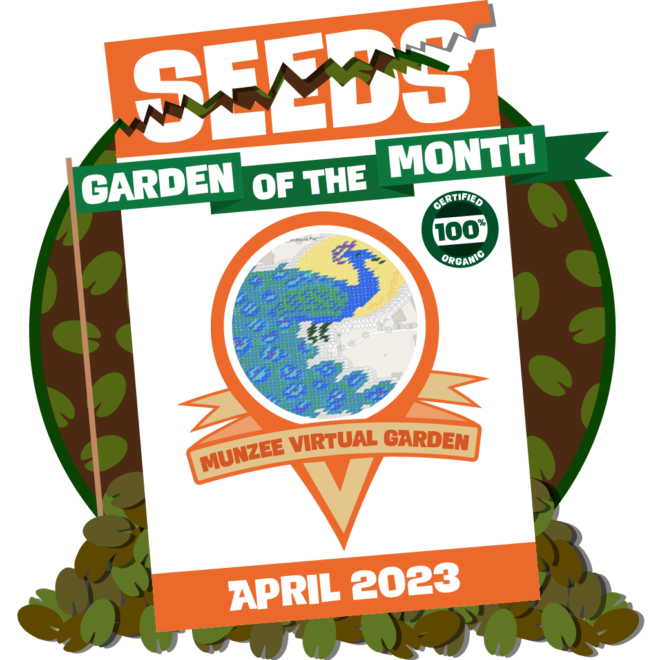 SEEDS
GARDEN OF THE MONTH
CERTIFIED
100%
ORGANIC
MUNZEE VIRTUAL GARDEN
APRIL 2023